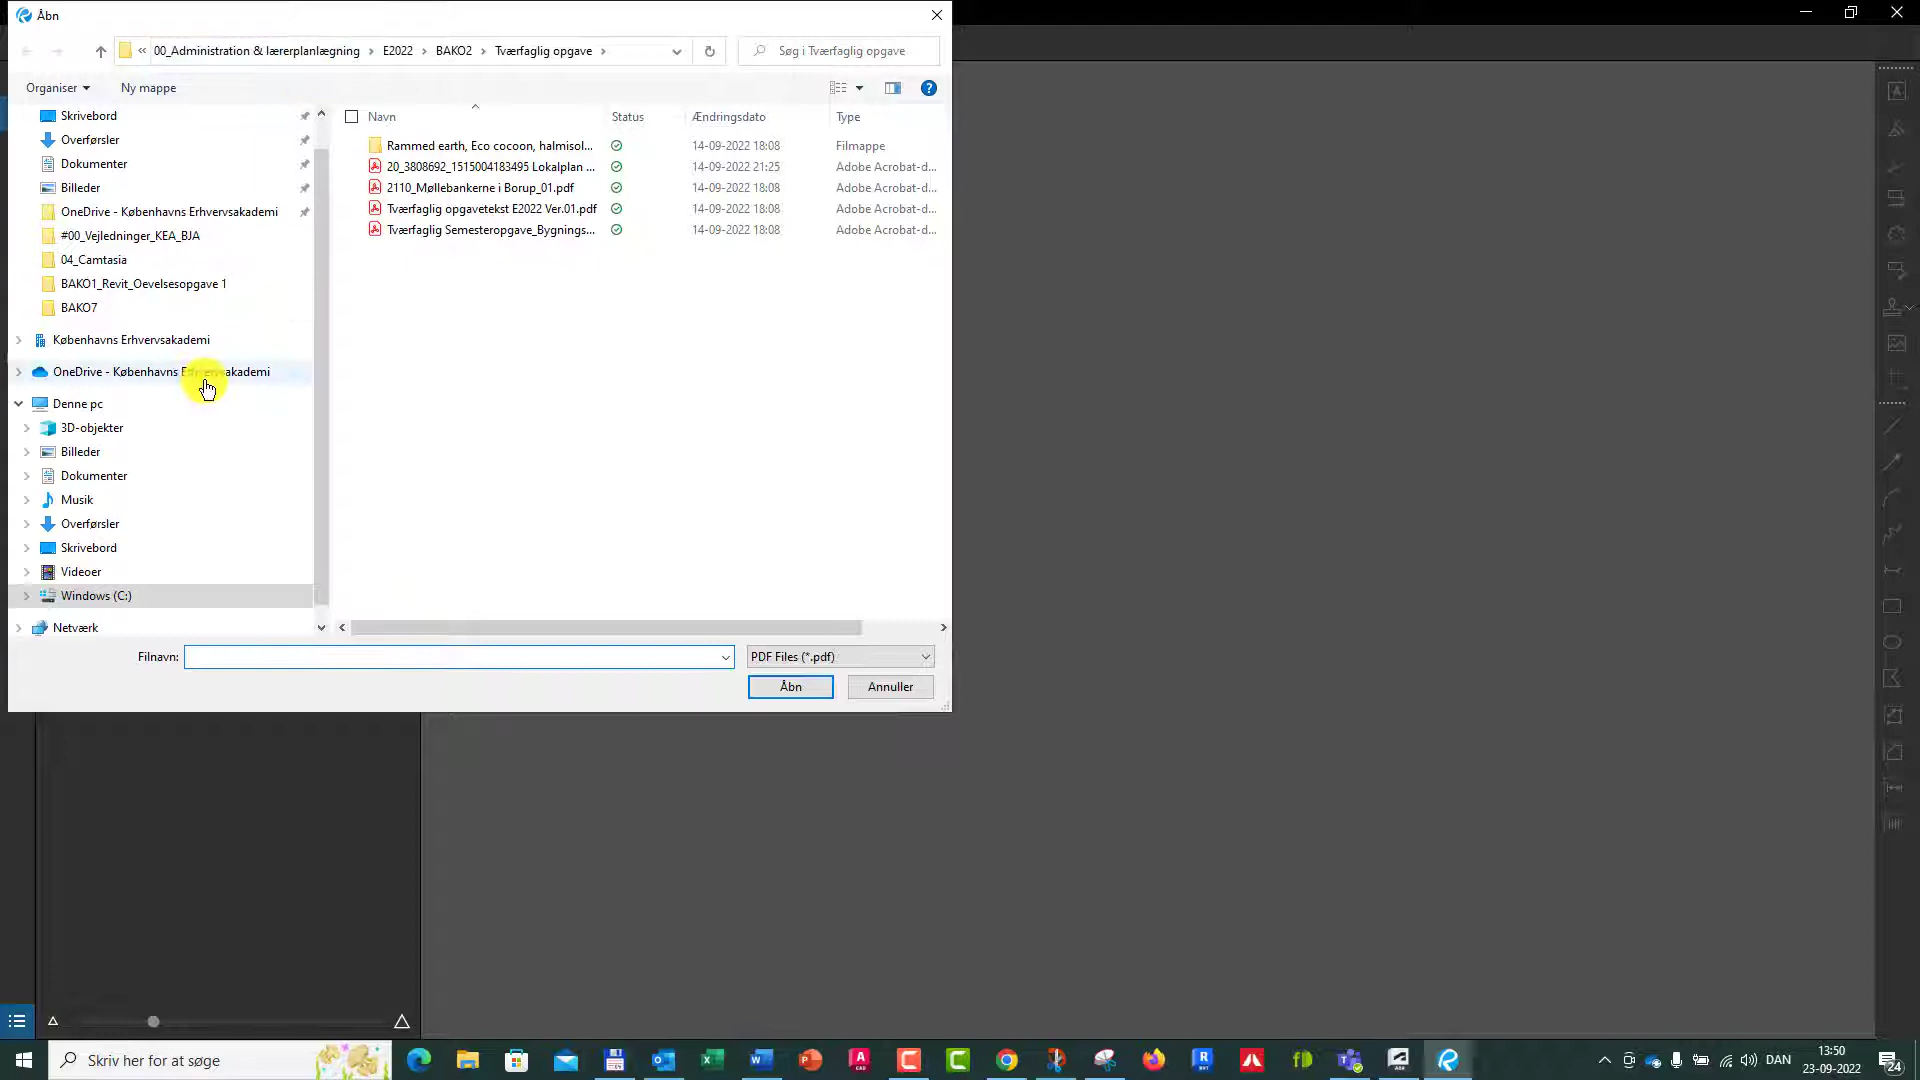 Åbn
« 00_Administration & lærerplanlægning > E2022 > BAKO2 > Tværfaglig opgave >
Søg i Tværfaglig opgave
Organiser
Ny mappe
Skrivebord
Overførsler
Dokumenter
Billeder
OneDrive - Københavns Erhvervsakademi
#00_Vejledninger_KEA_BJA
04_Camtasia
BAKO1_Revit_Oevelsesopgave 1
BAKO7
Københavns Erhvervsakademi
OneDrive - Københavns Erhvervsakademi
Denne pc
3D-objekter
Billeder
Dokumenter
Musik
Overførsler
Skrivebord
Videoer
Windows (C:)
Netværk
Navn Status Ændringsdato Type
Rammed earth, Eco cocoon, halmisol... 14-09-2022 18:08 Filmappe
20_3808692_1515004183495 Lokalplan ... 14-09-2022 21:25 Adobe Acrobat-d...
2110_Møllebankerne i Borup_01.pdf 14-09-2022 18:08 Adobe Acrobat-d...
Tværfaglig opgavetekst E2022 Ver.01.pdf 14-09-2022 18:08 Adobe Acrobat-d...
Tværfaglig Semesteropgave_Bygnings... 14-09-2022 18:08 Adobe Acrobat-d...
Filnavn:
PDF Files (*.pdf)
Åbn
Annuller
Skriv her for at søge
DAN
13:50
23-09-2022
24